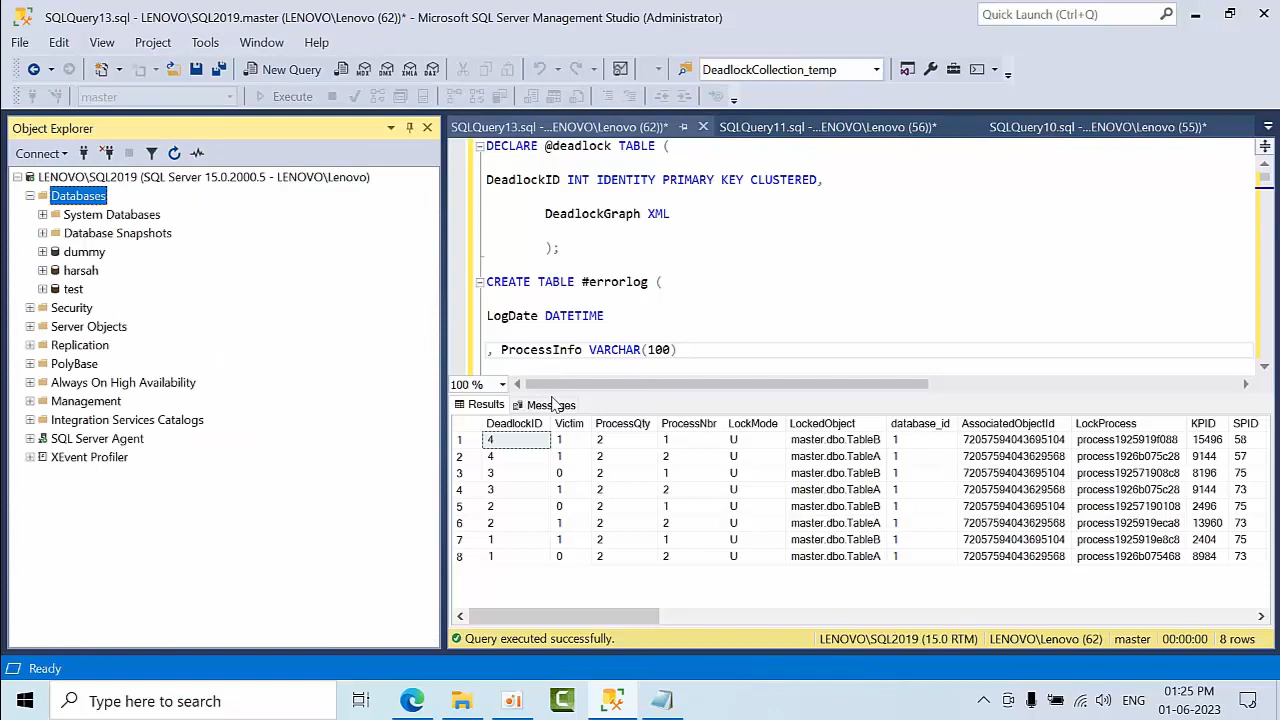 SQLQuery13.sql - LENOVO\SQL2019.master (LENOVO\Lenovo (62))* - Microsoft SQL Server Management Studio (Administrator)
Quick Launch (Ctrl+Q)
File Edit View Project Tools Window Help
New Query
MDX DMX XMLA DAX
DeadlockCollection_temp
master
Execute
Object Explorer
Connect
LENOVO\SQL2019 (SQL Server 15.0.2000.5 - LENOVO\Lenovo)
Databases
System Databases
Database Snapshots
dummy
harsah
test
Security
Server Objects
Replication
PolyBase
Always On High Availability
Management
Integration Services Catalogs
SQL Server Agent
XEvent Profiler
SQLQuery13.sql -...ENOVO\Lenovo (62))* SQLQuery11.sql -...ENOVO\Lenovo (56))* SQLQuery10.sql -...ENOVO\Lenovo (55))*
DECLARE @deadlock TABLE (
DeadlockID INT IDENTITY PRIMARY KEY CLUSTERED,
DeadlockGraph XML
);
CREATE TABLE #errorlog (
LogDate DATETIME
, ProcessInfo VARCHAR(100)
100 %
Results Messages
DeadlockID Victim ProcessQty ProcessNbr LockMode LockedObject database_id AssociatedObjectId LockProcess KPID SPID
1 4 1 2 1 U master.dbo.TableB 1 72057594043695104 process1925919f088 15496 58
2 4 1 2 2 U master.dbo.TableA 1 72057594043629568 process1926b075c28 9144 57
3 3 0 2 1 U master.dbo.TableB 1 72057594043695104 process192571908c8 8196 75
4 3 1 2 2 U master.dbo.TableA 1 72057594043629568 process1926b075c28 9144 73
5 2 0 2 1 U master.dbo.TableB 1 72057594043695104 process19257190108 2496 75
6 2 1 2 2 U master.dbo.TableA 1 72057594043629568 process1925919eca8 13960 73
7 1 1 2 1 U master.dbo.TableB 1 72057594043695104 process1925919e8c8 2404 75
8 1 0 2 2 U master.dbo.TableA 1 72057594043629568 process1926b075468 8984 73
Query executed successfully. LENOVO\SQL2019 (15.0 RTM) LENOVO\Lenovo (62) master 00:00:00 8 rows
Ready
Type here to search
ENG
01:25 PM
01-06-2023